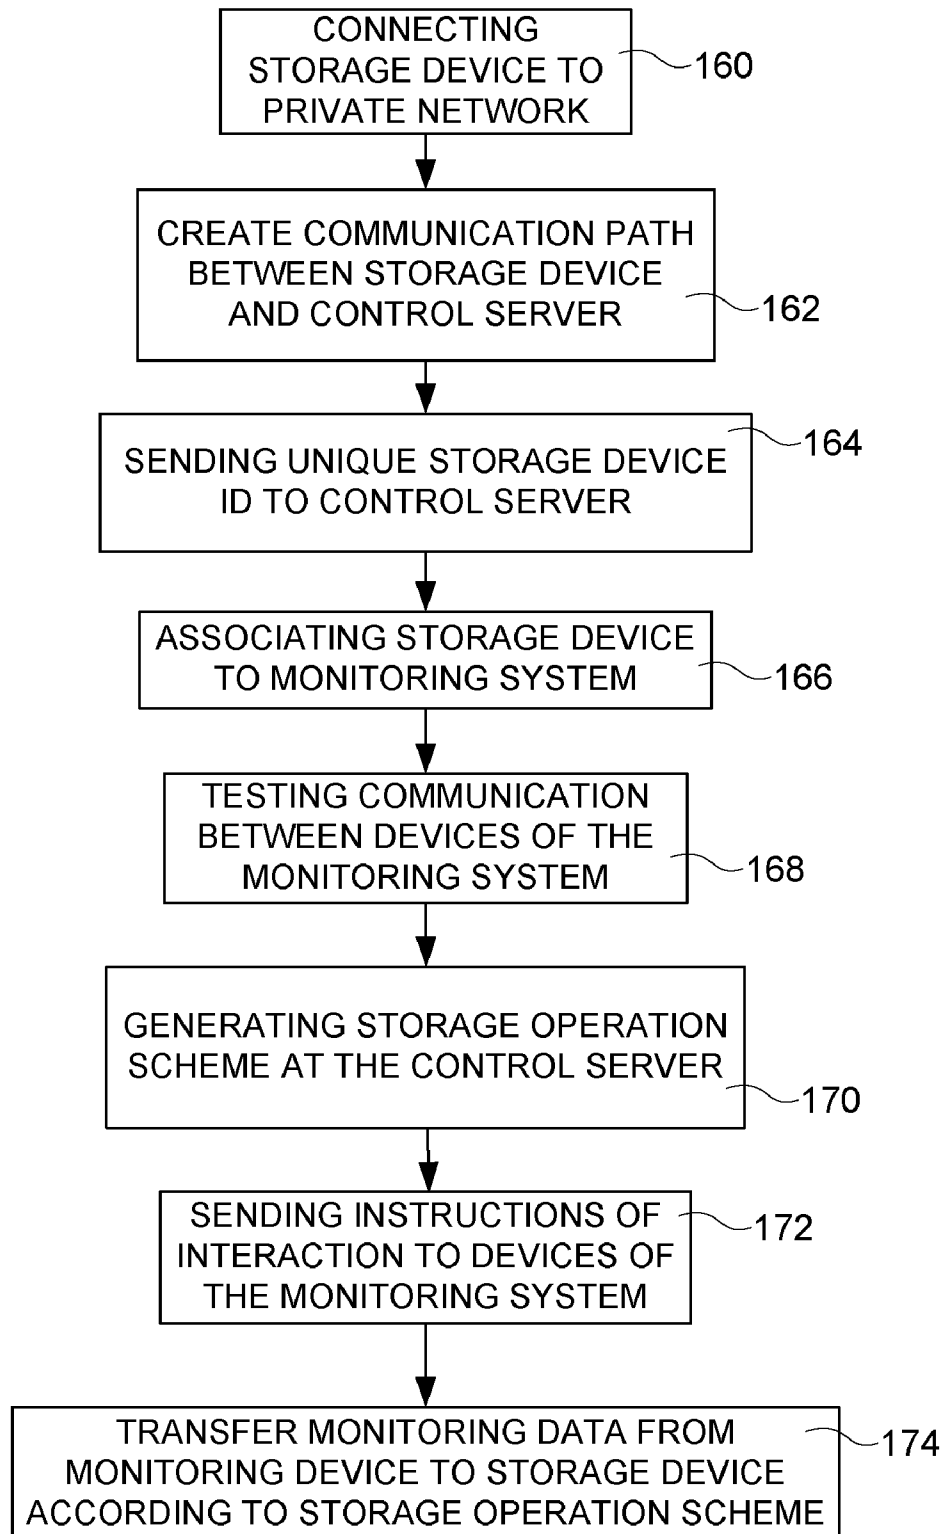 CONNECTING
STORAGE DEVICE TO
PRIVATE NETWORK
160
CREATE COMMUNICATION PATH
BETWEEN STORAGE DEVICE
AND CONTROL SERVER
162
SENDING UNIQUE STORAGE DEVICE
ID TO CONTROL SERVER
164
ASSOCIATING STORAGE DEVICE
TO MONITORING SYSTEM
166
TESTING COMMUNICATION
BETWEEN DEVICES OF THE
MONITORING SYSTEM
168
GENERATING STORAGE OPERATION
SCHEME AT THE CONTROL SERVER
170
SENDING INSTRUCTIONS OF
INTERACTION TO DEVICES OF
THE MONITORING SYSTEM
172
TRANSFER MONITORING DATA FROM
MONITORING DEVICE TO STORAGE DEVICE
ACCORDING TO STORAGE OPERATION SCHEME
174